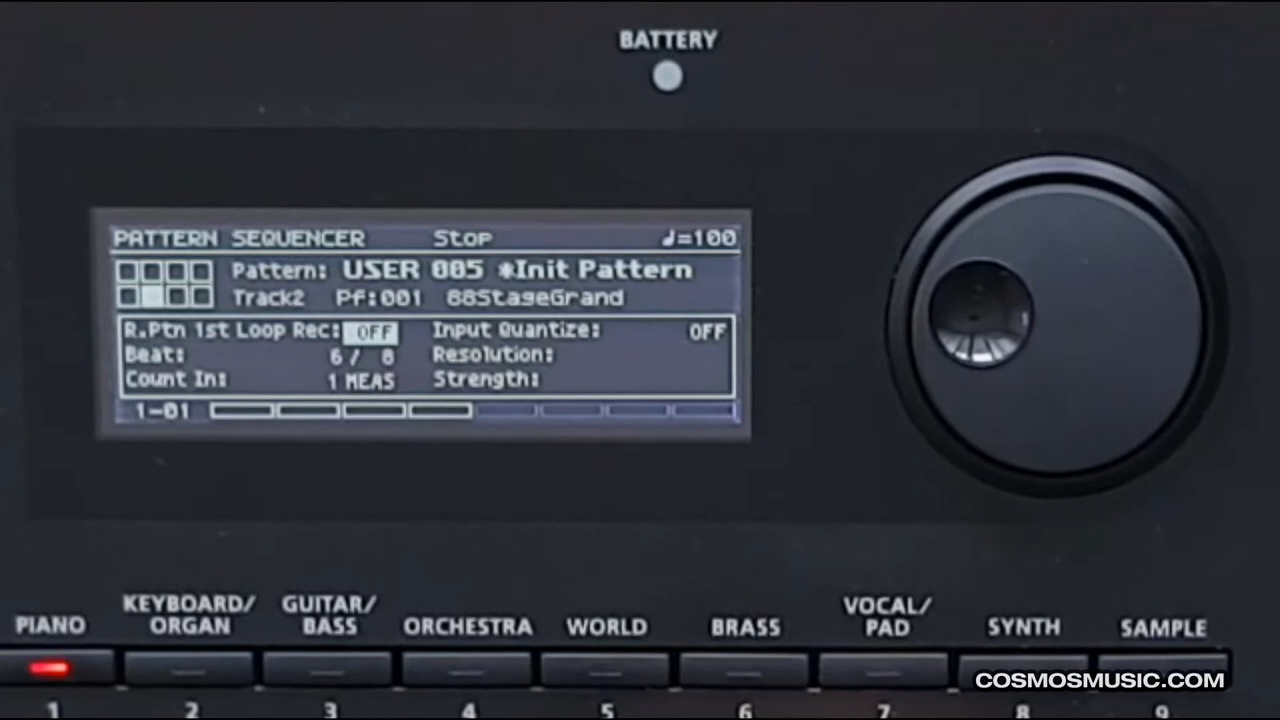 BATTERY
PATTERN SEQUENCER Stop ♩=100
Pattern: USER 005 *Init Pattern
Track2 Pf:001 88StageGrand
R.Ptn 1st Loop Rec: OFF Input Quantize: OFF
Beat: 6/ 8 Resolution:
Count In: 1 MEAS Strength:
1-01
PIANO
KEYBOARD/
ORGAN
GUITAR/
BASS
ORCHESTRA
WORLD
BRASS
VOCAL/
PAD
SYNTH
SAMPLE
COSMOSMUSIC.COM
1 2 3 4 5 6 7 8 9